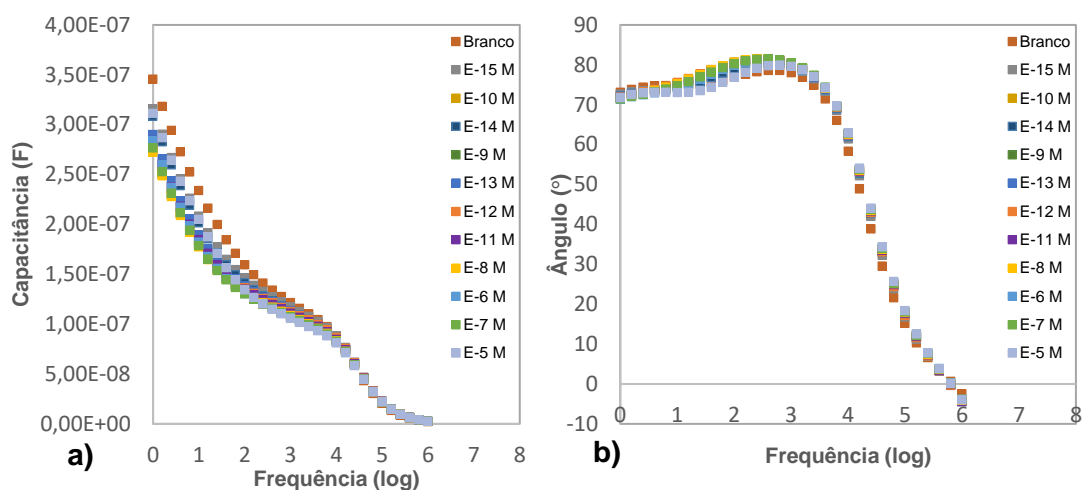 4,00E-07
3,50E-07
3,00E-07
2,50E-07
2,00E-07
1,50E-07
1,00E-07
5,00E-08
0,00E+00
Capacitância (F)
0 1 2 3 4 5 6 7 8
Frequência (log)
a)
Branco
E-15 M
E-10 M
E-14 M
E-9 M
E-13 M
E-12 M
E-11 M
E-8 M
E-6 M
E-7 M
E-5 M
90
80
70
60
50
40
30
20
10
0
-10
Ângulo (°)
0 1 2 3 4 5 6 7 8
Frequência (log)
b)
Branco
E-15 M
E-10 M
E-14 M
E-9 M
E-13 M
E-12 M
E-11 M
E-8 M
E-6 M
E-7 M
E-5 M